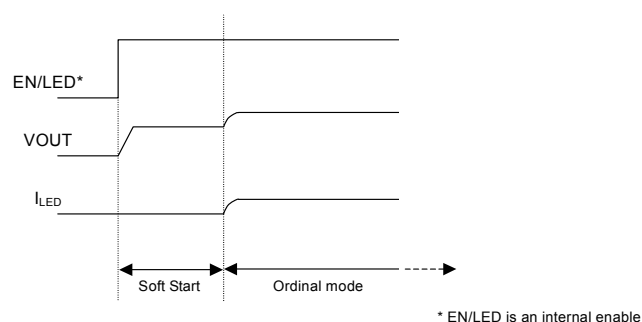 EN/LED*
VOUT
ILED
Soft Start
Ordinal mode
* EN/LED is an internal enable